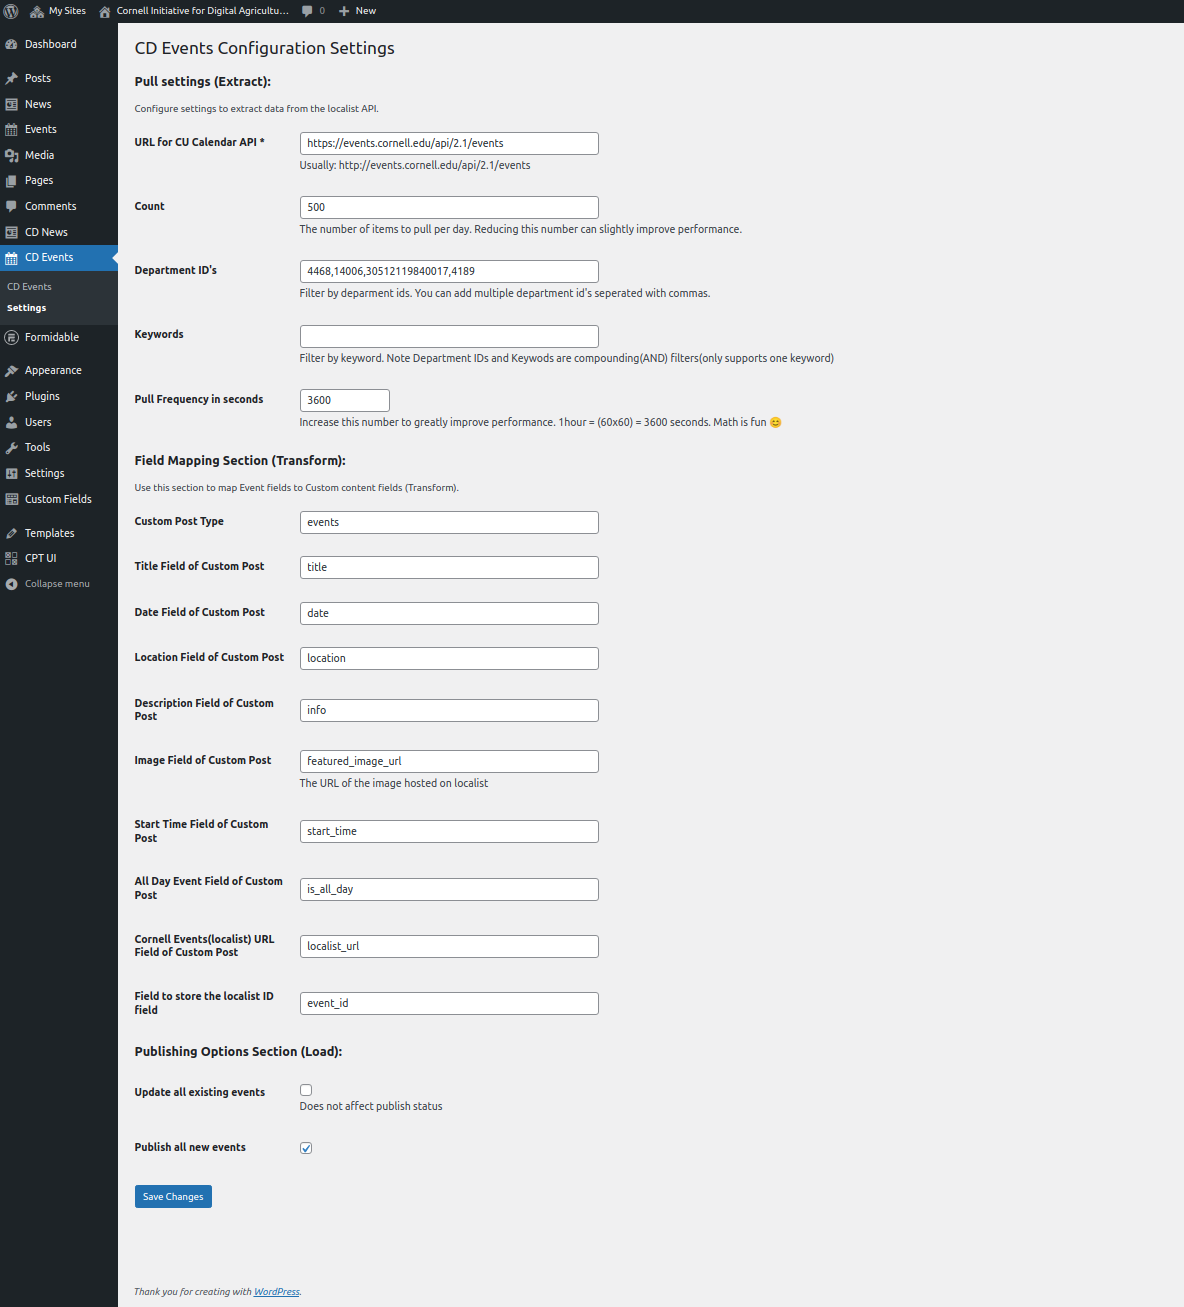 My Sites
Cornell Initiative for Digital Agricultu...
0
New
Dashboard
Posts
News
Events
Media
Pages
Comments
CD News
CD Events
CD Events
Settings
Formidable
Appearance
Plugins
Users
Tools
Settings
Custom Fields
Templates
CPT UI
Collapse menu
CD Events Configuration Settings
Pull settings (Extract):
Configure settings to extract data from the localist API.
URL for CU Calendar API *
https://events.cornell.edu/api/2.1/events
Usually: http://events.cornell.edu/api/2.1/events
Count
500
The number of items to pull per day. Reducing this number can slightly improve performance.
Department ID's
4468,14006,30512119840017,4189
Filter by deparment ids. You can add multiple department id's seperated with commas.
Keywords
Filter by keyword. Note Department IDs and Keywods are compounding(AND) filters(only supports one keyword)
Pull Frequency in seconds
3600
Increase this number to greatly improve performance. 1hour = (60x60) = 3600 seconds. Math is fun 😊
Field Mapping Section (Transform):
Use this section to map Event fields to Custom content fields (Transform).
Custom Post Type
events
Title Field of Custom Post
title
Date Field of Custom Post
date
Location Field of Custom Post
location
Description Field of Custom
Post
info
Image Field of Custom Post
featured_image_url
The URL of the image hosted on localist
Start Time Field of Custom
Post
start_time
All Day Event Field of Custom
Post
is_all_day
Cornell Events(localist) URL
Field of Custom Post
localist_url
Field to store the localist ID
field
event_id
Publishing Options Section (Load):
Update all existing events
Does not affect publish status
Publish all new events
Save Changes
Thank you for creating with WordPress.